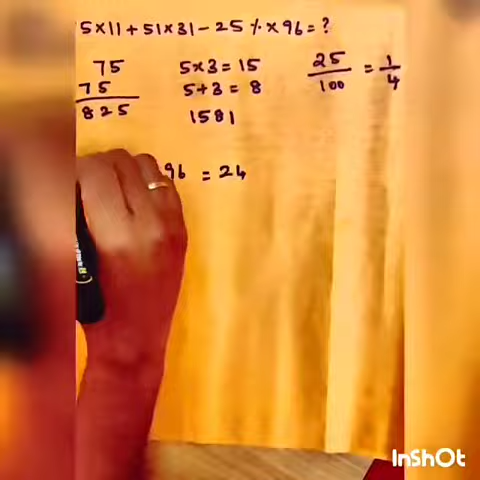 5×11+51×31-25%×96=?
75
75
825
5×3=15
5+3=8
1581
25/100 = 1/4
96 = 24
InShOt